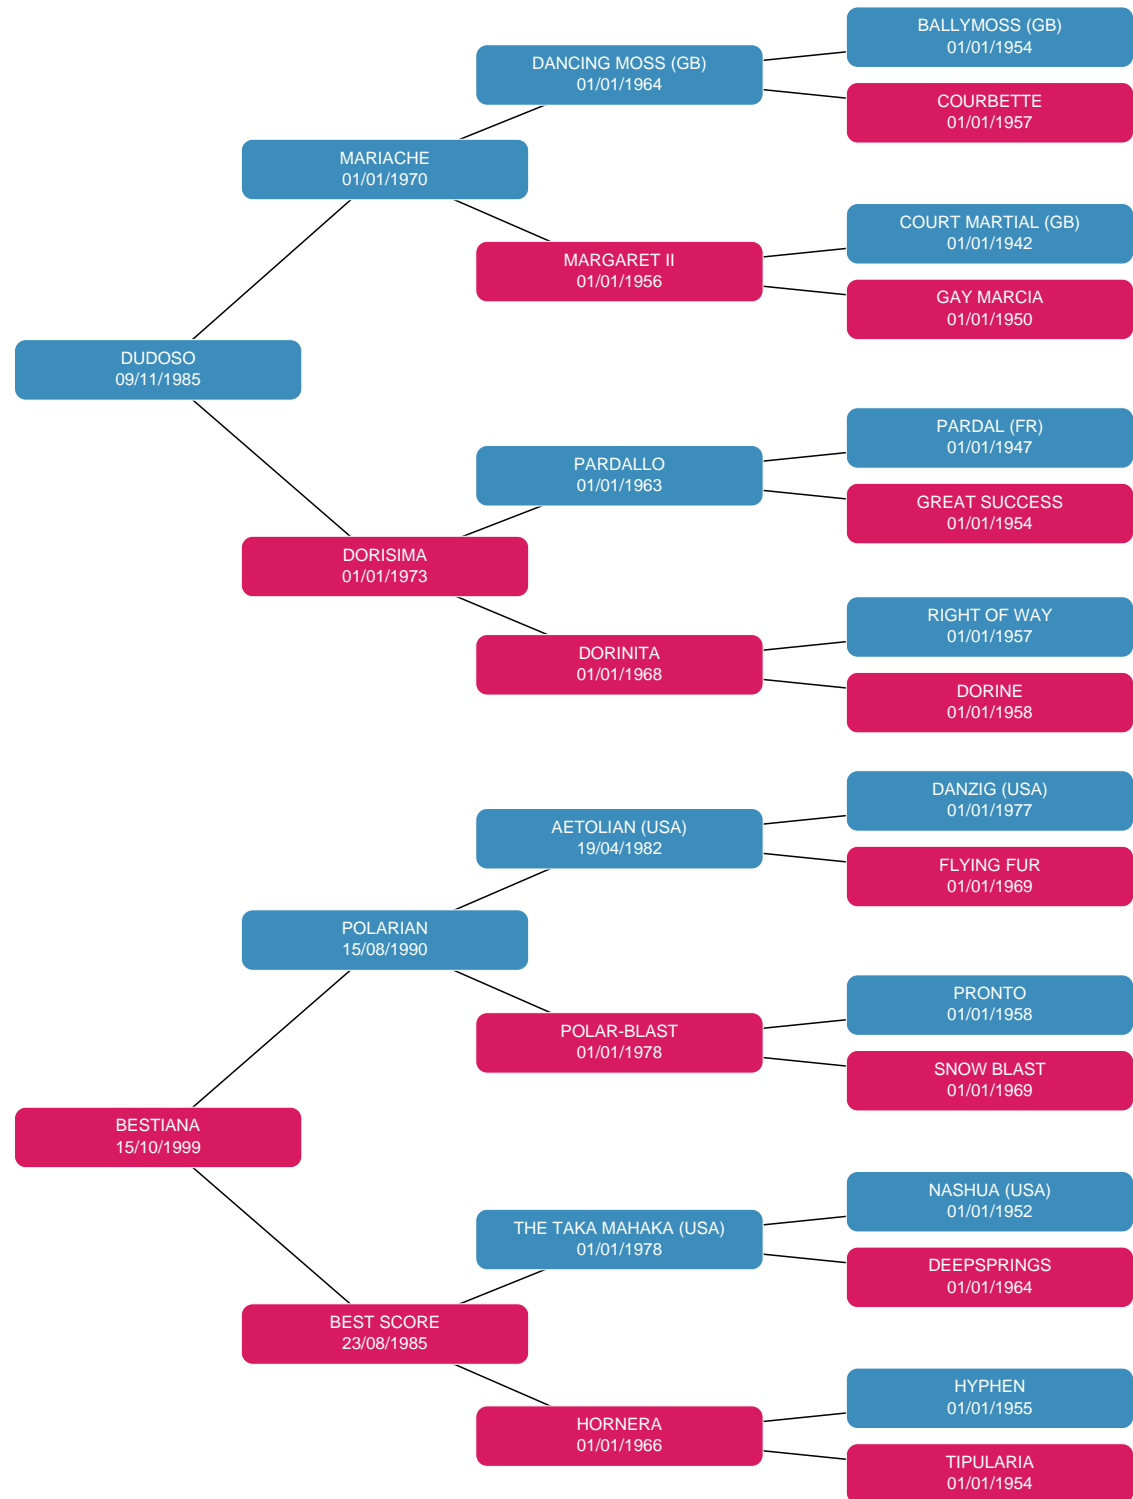 BALLYMOSS (GB)
01/01/1954
DANCING MOSS (GB)
01/01/1964
COURBETTE
01/01/1957
MARIACHE
01/01/1970
COURT MARTIAL (GB)
01/01/1942
MARGARET II
01/01/1956
GAY MARCIA
01/01/1950
DUDOSO
09/11/1985
PARDAL (FR)
01/01/1947
PARDALLO
01/01/1963
GREAT SUCCESS
01/01/1954
DORISIMA
01/01/1973
RIGHT OF WAY
01/01/1957
DORINITA
01/01/1968
DORINE
01/01/1958
DANZIG (USA)
01/01/1977
AETOLIAN (USA)
19/04/1982
FLYING FUR
01/01/1969
POLARIAN
15/08/1990
PRONTO
01/01/1958
POLAR-BLAST
01/01/1978
SNOW BLAST
01/01/1969
BESTIANA
15/10/1999
NASHUA (USA)
01/01/1952
THE TAKA MAHAKA (USA)
01/01/1978
DEEPSPRINGS
01/01/1964
BEST SCORE
23/08/1985
HYPHEN
01/01/1955
HORNERA
01/01/1966
TIPULARIA
01/01/1954